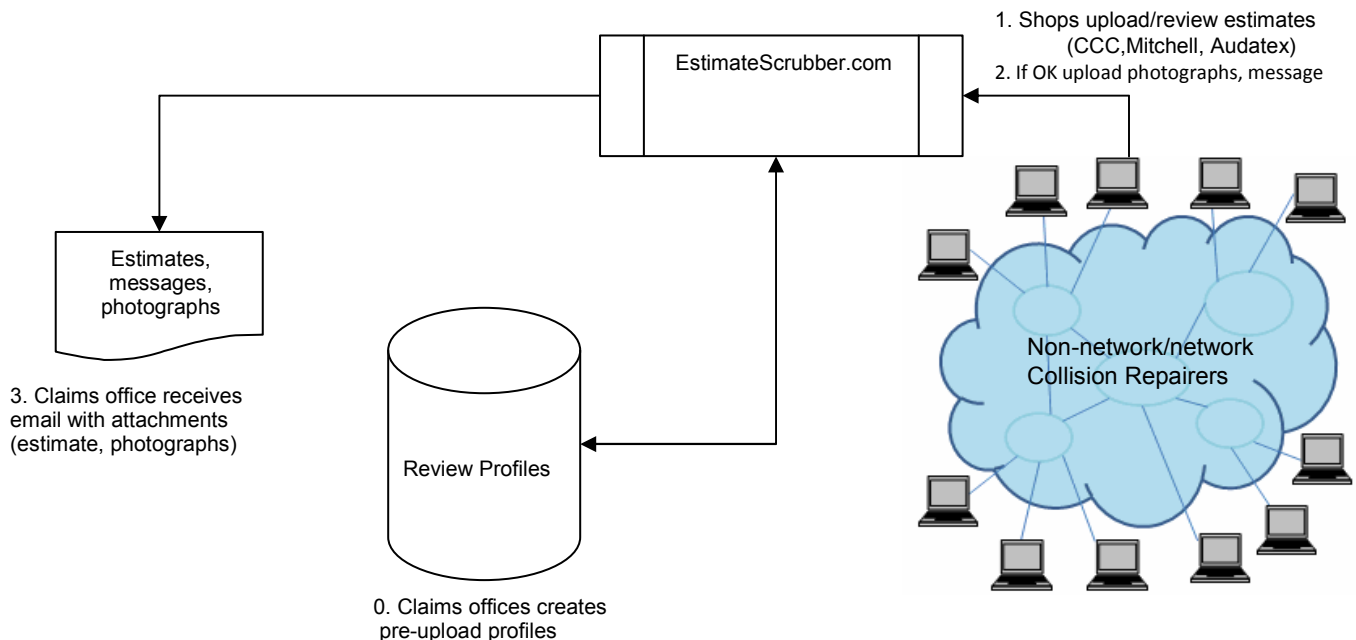 1. Shops upload/review estimates
(CCC,Mitchell, Audatex)
2. If OK upload photographs, message
EstimateScrubber.com
Estimates,
messages,
photographs
3. Claims office receives
email with attachments
(estimate, photographs)
Review Profiles
0. Claims offices creates
pre-upload profiles
Non-network/network
Collision Repairers